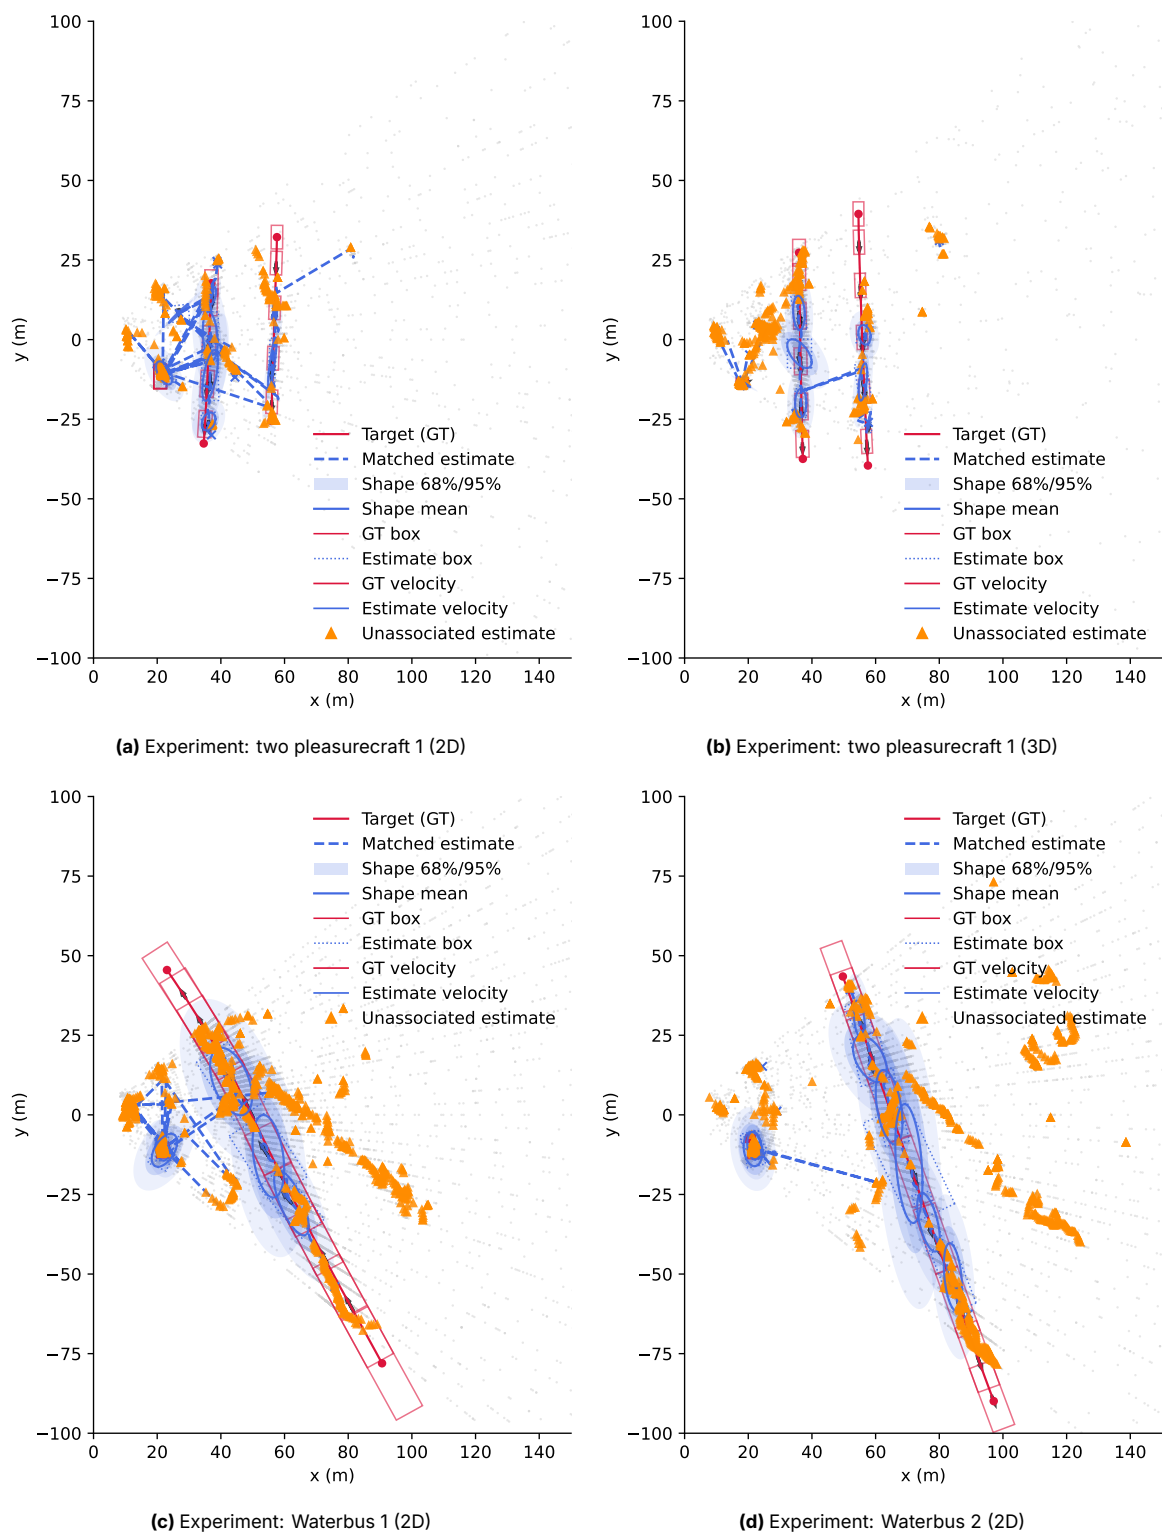 100
75
50
25
0
−25
−50
−75
−100
y (m)
0 20 40 60 80 100 120 140
x (m)
Target (GT)
Matched estimate
Shape 68%/95%
Shape mean
GT box
Estimate box
GT velocity
Estimate velocity
Unassociated estimate
(a) Experiment: two pleasurecraft 1 (2D)
100
75
50
25
0
−25
−50
−75
−100
y (m)
0 20 40 60 80 100 120 140
x (m)
Target (GT)
Matched estimate
Shape 68%/95%
Shape mean
GT box
Estimate box
GT velocity
Estimate velocity
Unassociated estimate
(b) Experiment: two pleasurecraft 1 (3D)
100
75
50
25
0
−25
−50
−75
−100
y (m)
0 20 40 60 80 100 120 140
x (m)
Target (GT)
Matched estimate
Shape 68%/95%
Shape mean
GT box
Estimate box
GT velocity
Estimate velocity
Unassociated estimate
(c) Experiment: Waterbus 1 (2D)
100
75
50
25
0
−25
−50
−75
−100
y (m)
0 20 40 60 80 100 120 140
x (m)
Target (GT)
Matched estimate
Shape 68%/95%
Shape mean
GT box
Estimate box
GT velocity
Estimate velocity
Unassociated estimate
(d) Experiment: Waterbus 2 (2D)